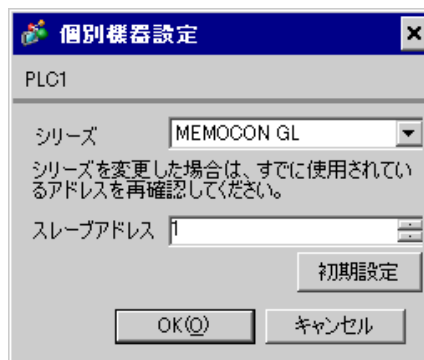 個別機器設定
PLC1
シリーズ MEMOCON GL
シリーズを変更した場合は、すでに使用されてい
るアドレスを再確認してください。
スレーブアドレス 1
初期設定
OK(O) キャンセル